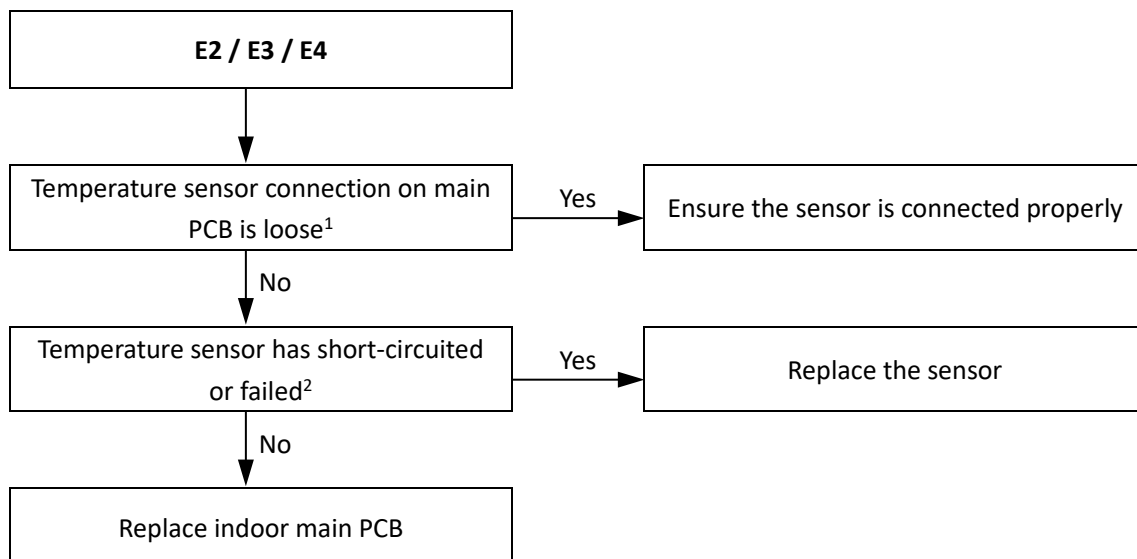 E2 / E3 / E4
Temperature sensor connection on main
PCB is loose¹
Yes
Ensure the sensor is connected properly
No
Temperature sensor has short-circuited
or failed²
Yes
Replace the sensor
No
Replace indoor main PCB